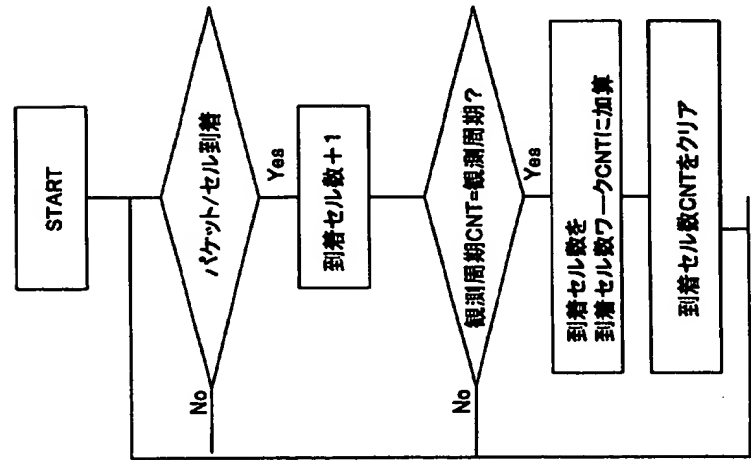 START
パケット/セル到着
No
Yes
到着セル数+1
観測周期CNT=観測周期?
No
Yes
到着セル数を
到着セル数ワークCNTに加算
到着セル数CNTをクリア